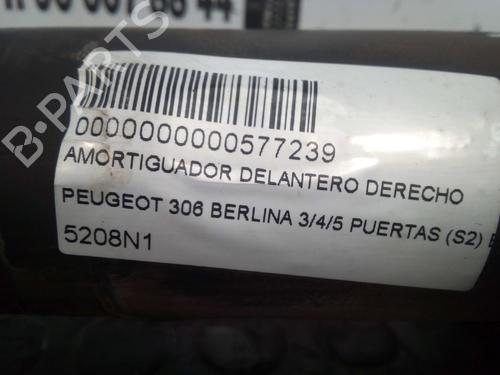 B-PARTS
0000000000577239
AMORTIGUADOR DELANTERO DERECHO
PEUGEOT 306 BERLINA 3/4/5 PUERTAS (S2)
5208N1